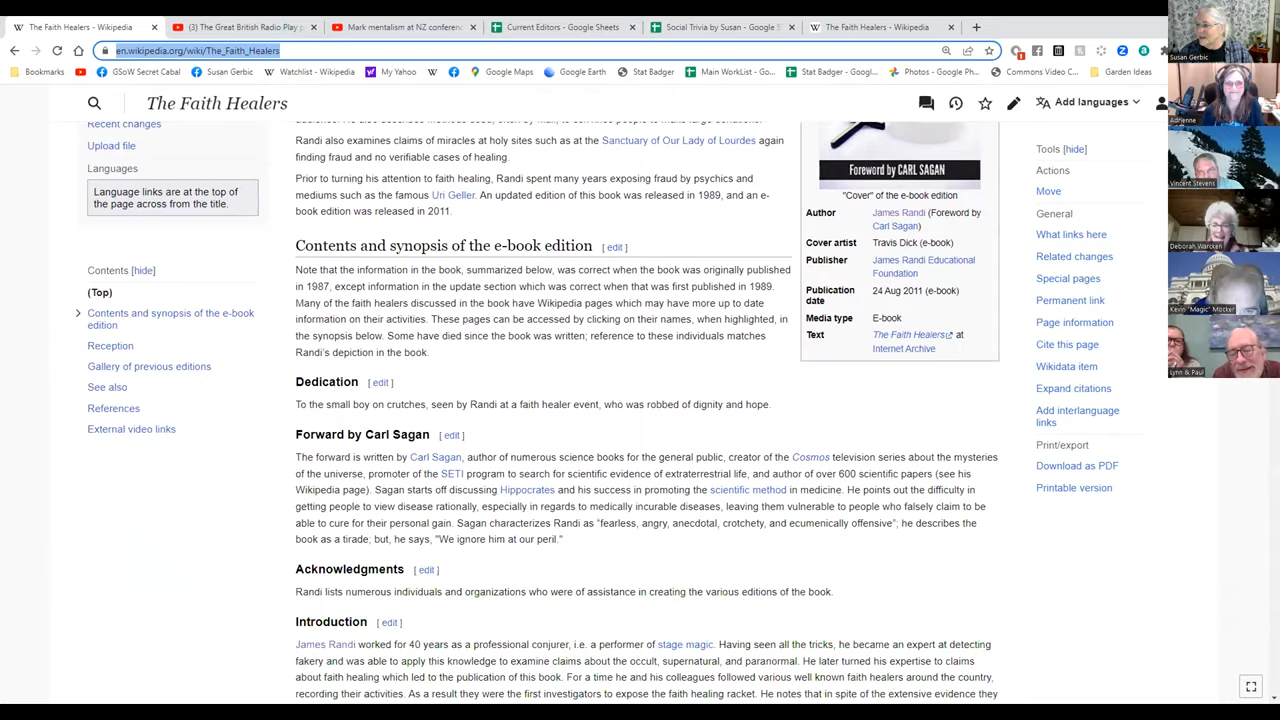 The Faith Healers - Wikipedia
(3) The Great British Radio Play p
Mark mentalism at NZ conferenc
Current Editors - Google Sheets
Social Trivia by Susan - Google S
The Faith Healers - Wikipedia
en.wikipedia.org/wiki/The_Faith_Healers
Bookmarks
GSoW Secret Cabal
Susan Gerbic
Watchlist - Wikipedia
My Yahoo
Google Maps
Google Earth
Stat Badger
Main WorkList - Go...
Stat Badger - Googl...
Photos - Google Ph...
Commons Video C...
Garden Ideas
The Faith Healers
Add languages
Recent changes
Upload file
Languages
Language links are at the top of
the page across from the title.
Contents [hide]
(Top)
Contents and synopsis of the e-book
edition
Reception
Gallery of previous editions
See also
References
External video links
Randi also examines claims of miracles at holy sites such as at the Sanctuary of Our Lady of Lourdes again
finding fraud and no verifiable cases of healing.
Prior to turning his attention to faith healing, Randi spent many years exposing fraud by psychics and
mediums such as the famous Uri Geller. An updated edition of this book was released in 1989, and an e-
book edition was released in 2011.
Contents and synopsis of the e-book edition [ edit ]
Note that the information in the book, summarized below, was correct when the book was originally published
in 1987, except information in the update section which was correct when that was first published in 1989.
Many of the faith healers discussed in the book have Wikipedia pages which may have more up to date
information on their activities. These pages can be accessed by clicking on their names, when highlighted, in
the synopsis below. Some have died since the book was written; reference to these individuals matches
Randi's depiction in the book.
Dedication [ edit ]
To the small boy on crutches, seen by Randi at a faith healer event, who was robbed of dignity and hope.
Forward by Carl Sagan [ edit ]
The forward is written by Carl Sagan, author of numerous science books for the general public, creator of the Cosmos television series about the mysteries
of the universe, promoter of the SETI program to search for scientific evidence of extraterrestrial life, and author of over 600 scientific papers (see his
Wikipedia page). Sagan starts off discussing Hippocrates and his success in promoting the scientific method in medicine. He points out the difficulty in
getting people to view disease rationally, especially in regards to medically incurable diseases, leaving them vulnerable to people who falsely claim to be
able to cure for their personal gain. Sagan characterizes Randi as "fearless, angry, anecdotal, crotchety, and ecumenically offensive"; he describes the
book as a tirade; but, he says, "We ignore him at our peril."
Acknowledgments [ edit ]
Randi lists numerous individuals and organizations who were of assistance in creating the various editions of the book.
Introduction [ edit ]
James Randi worked for 40 years as a professional conjurer, i.e. a performer of stage magic. Having seen all the tricks, he became an expert at detecting
fakery and was able to apply this knowledge to examine claims about the occult, supernatural, and paranormal. He later turned his expertise to claims
about faith healing which led to the publication of this book. For a time he and his colleagues followed various well known faith healers around the country,
recording their activities. As a result they were the first investigators to expose the faith healing racket. He notes that in spite of the extensive evidence they
Foreword by CARL SAGAN
"Cover" of the e-book edition
Author James Randi (Foreword by
Carl Sagan)
Cover artist Travis Dick (e-book)
Publisher James Randi Educational
Foundation
Publication 24 Aug 2011 (e-book)
date
Media type E-book
Text The Faith Healers at
Internet Archive
Tools [hide]
Actions
Move
General
What links here
Related changes
Special pages
Permanent link
Page information
Cite this page
Wikidata item
Expand citations
Add interlanguage
links
Print/export
Download as PDF
Printable version
Susan Gerbic
Adrienne
Vincent Stevens
Deborah Warcken
Kevin "Magic" Mocker
Lynn & Paul